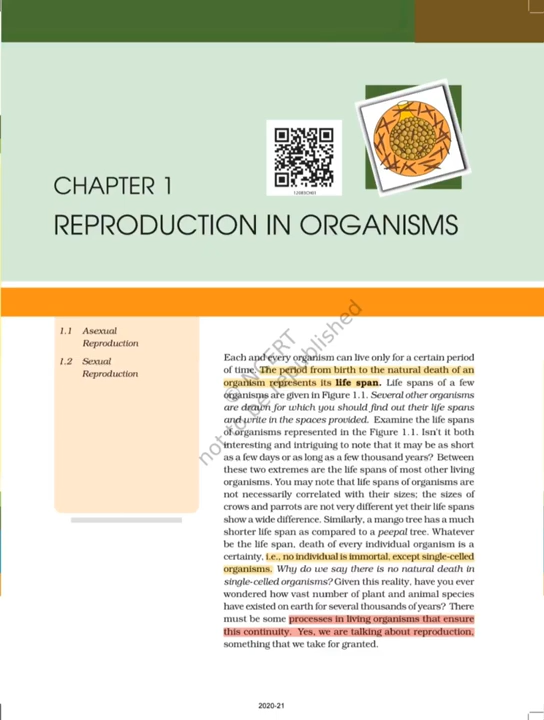 1208SCH01
CHAPTER 1
REPRODUCTION IN ORGANISMS
1.1 Asexual
Reproduction
1.2 Sexual
Reproduction
Each and every organism can live only for a certain period
of time. The period from birth to the natural death of an
organism represents its life span. Life spans of a few
organisms are given in Figure 1.1. Several other organisms
are drawn for which you should find out their life spans
and write in the spaces provided. Examine the life spans
of organisms represented in the Figure 1.1. Isn't it both
interesting and intriguing to note that it may be as short
as a few days or as long as a few thousand years? Between
these two extremes are the life spans of most other living
organisms. You may note that life spans of organisms are
not necessarily correlated with their sizes; the sizes of
crows and parrots are not very different yet their life spans
show a wide difference. Similarly, a mango tree has a much
shorter life span as compared to a peepal tree. Whatever
be the life span, death of every individual organism is a
certainty, i.e., no individual is immortal, except single-celled
organisms. Why do we say there is no natural death in
single-celled organisms? Given this reality, have you ever
wondered how vast number of plant and animal species
have existed on earth for several thousands of years? There
must be some processes in living organisms that ensure
this continuity. Yes, we are talking about reproduction,
something that we take for granted.
© NCERT
not to be republished
2020-21